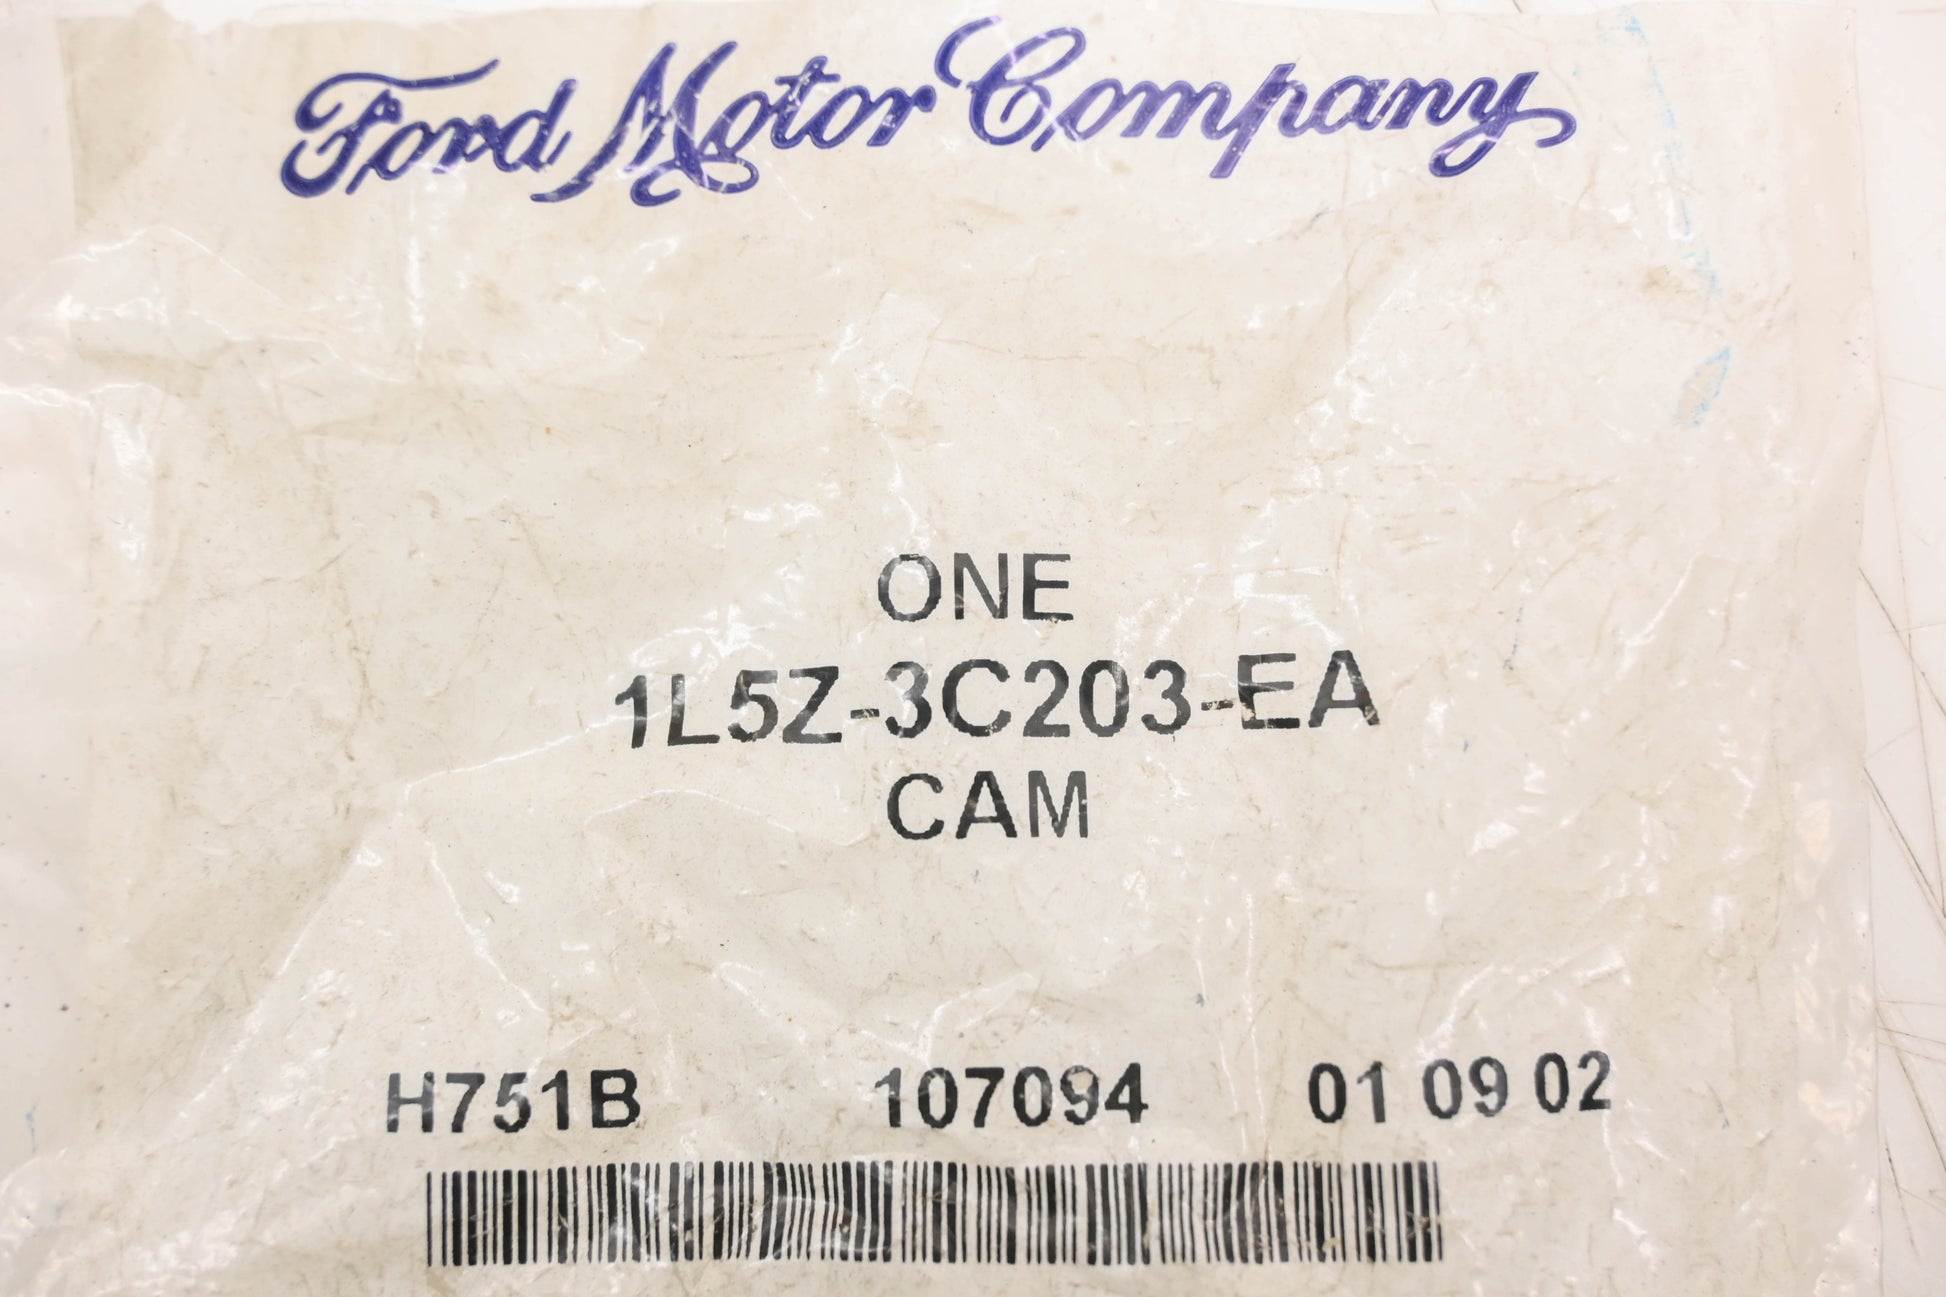 Ford Motor Company
ONE
1L5Z-3C203-EA
CAM
H751B 107094 01 09 02